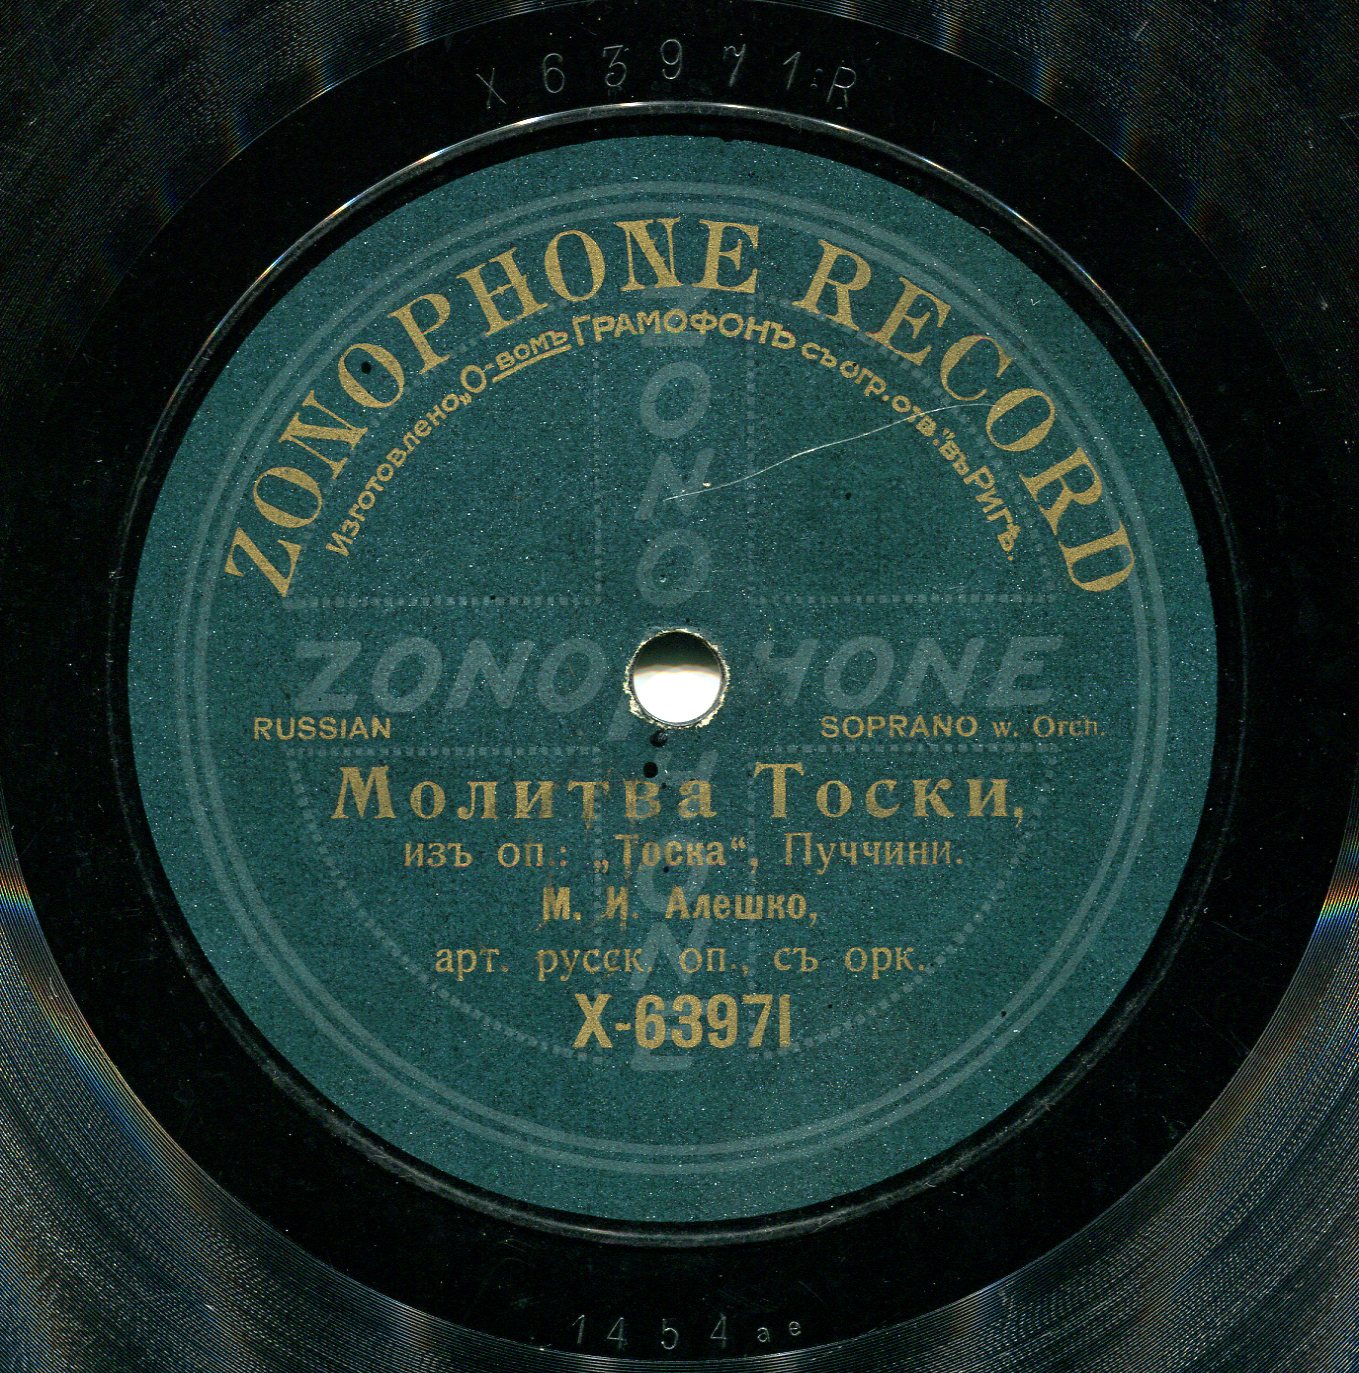 X 63971 R
ZONOPHONE RECORD
Изготовлено „О-вомъ Грамофонъ съ огр. отв." въ Ригѣ.
ZONOPHONE
ZONOPHONE
RUSSIAN
SOPRANO w. Orch.
Молитва Тоски,
изъ оп.: „Тоска“, Пуччини.
М. И. Алешко,
арт. русск. оп., съ орк.
X-63971
1454 ae